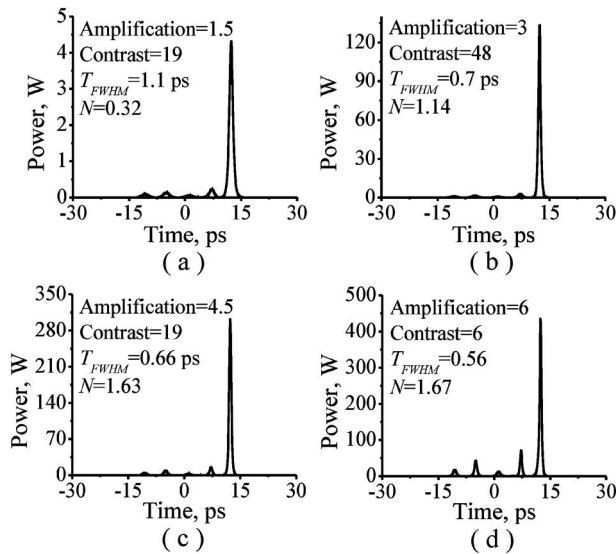 5
4
3
2
1
0
Power, W
Amplification=1.5
Contrast=19
T_FWHM=1.1 ps
N=0.32
-30 -15 0 15 30
Time, ps
( a )
120
90
60
30
0
Power, W
Amplification=3
Contrast=48
T_FWHM=0.7 ps
N=1.14
-30 -15 0 15 30
Time, ps
( b )
350
280
210
140
70
0
Power, W
Amplification=4.5
Contrast=19
T_FWHM=0.66 ps
N=1.63
-30 -15 0 15 30
Time, ps
( c )
500
400
300
200
100
0
Power, W
Amplification=6
Contrast=6
T_FWHM=0.56
N=1.67
-30 -15 0 15 30
Time, ps
( d )